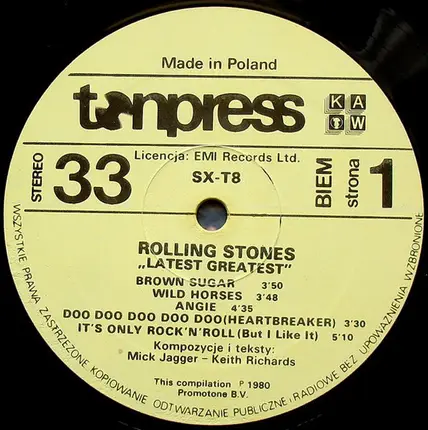 Made in Poland
tonpress
KAW
Licencja: EMI Records Ltd.
STEREO
33
SX-T8
BIEM
strona 1
ROLLING STONES
„LATEST GREATEST"
BROWN SUGAR 3'50
WILD HORSES 3'48
ANGIE 4'35
DOO DOO DOO DOO DOO(HEARTBREAKER) 3'30
IT'S ONLY ROCK'N'ROLL(But I Like It) 5'10
Kompozycje i teksty:
Mick Jagger - Keith Richards
This compilation ℗ 1980
Promotone B.V.
WSZYSTKIE PRAWA ZASTRZEŻONE KOPIOWANIE ODTWARZANIE PUBLICZNE I RADIOWE BEZ UPOWAŻNIENIA WZBRONIONE